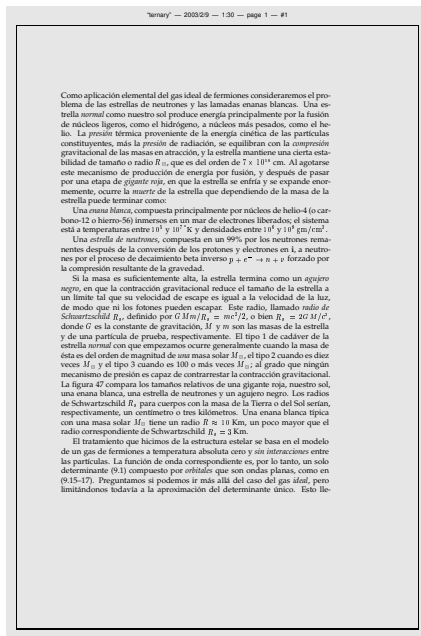 "ternary" — 2003/2/9 — 1:30 — page 1 — #1
Como aplicación elemental del gas ideal de fermiones consideraremos el pro-
blema de las estrellas de neutrones y las lamadas enanas blancas. Una es-
trella normal como nuestro sol produce energía principalmente por la fusión
de núcleos ligeros, como el hidrógeno, a núcleos más pesados, como el he-
lio. La presión térmica proveniente de la energía cinética de las partículas
constituyentes, más la presión de radiación, se equilibran con la compresión
gravitacional de las masas en atracción, y la estrella mantiene una cierta esta-
bilidad de tamaño o radio R□, que es del orden de 7 × 10¹⁰ cm. Al agotarse
este mecanismo de producción de energía por fusión, y después de pasar
por una etapa de gigante roja, en que la estrella se enfría y se expande enor-
memente, ocurre la muerte de la estrella que dependiendo de la masa de la
estrella puede terminar como:
Una enana blanca, compuesta principalmente por núcleos de helio-4 (o car-
bono-12 o hierro-56) inmersos en un mar de electrones liberados; el sistema
está a temperaturas entre 10⁵ y 10⁷°K y densidades entre 10⁶ y 10⁸ gm/cm³.
Una estrella de neutrones, compuesta en un 99% por los neutrones rema-
nentes después de la conversión de los protones y electrones en i, a neutro-
nes por el proceso de decaimiento beta inverso p + e⁻ → n + ν forzado por
la compresión resultante de la gravedad.
Si la masa es suficientemente alta, la estrella termina como un agujero
negro, en que la contracción gravitacional reduce el tamaño de la estrella a
un límite tal que su velocidad de escape es igual a la velocidad de la luz,
de modo que ni los fotones pueden escapar. Este radio, llamado radio de
Schwartzschild Rₛ, definido por GMm/Rₛ = mc²/2, o bien Rₛ = 2GM/c²,
donde G es la constante de gravitación, M y m son las masas de la estrella
y de una partícula de prueba, respectivamente. El tipo 1 de cadáver de la
estrella normal con que empezamos ocurre generalmente cuando la masa de
ésta es del orden de magnitud de una masa solar M□, el tipo 2 cuando es diez
veces M□ y el tipo 3 cuando es 100 o más veces M□; al grado que ningún
mecanismo de presión es capaz de contrarrestar la contracción gravitacional.
La figura 47 compara los tamaños relativos de una gigante roja, nuestro sol,
una enana blanca, una estrella de neutrones y un agujero negro. Los radios
de Schwartzschild Rₛ para cuerpos con la masa de la Tierra o del Sol serían,
respectivamente, un centímetro o tres kilómetros. Una enana blanca típica
con una masa solar M□ tiene un radio R ≈ 10 Km, un poco mayor que el
radio correspondiente de Schwartzschild Rₛ = 3 Km.
El tratamiento que hicimos de la estructura estelar se basa en el modelo
de un gas de fermiones a temperatura absoluta cero y sin interacciones entre
las partículas. La función de onda correspondiente es, por lo tanto, un solo
determinante (9.1) compuesto por orbitales que son ondas planas, como en
(9.15–17). Preguntamos si podemos ir más allá del caso del gas ideal, pero
limitándonos todavía a la aproximación del determinante único. Esto lle-